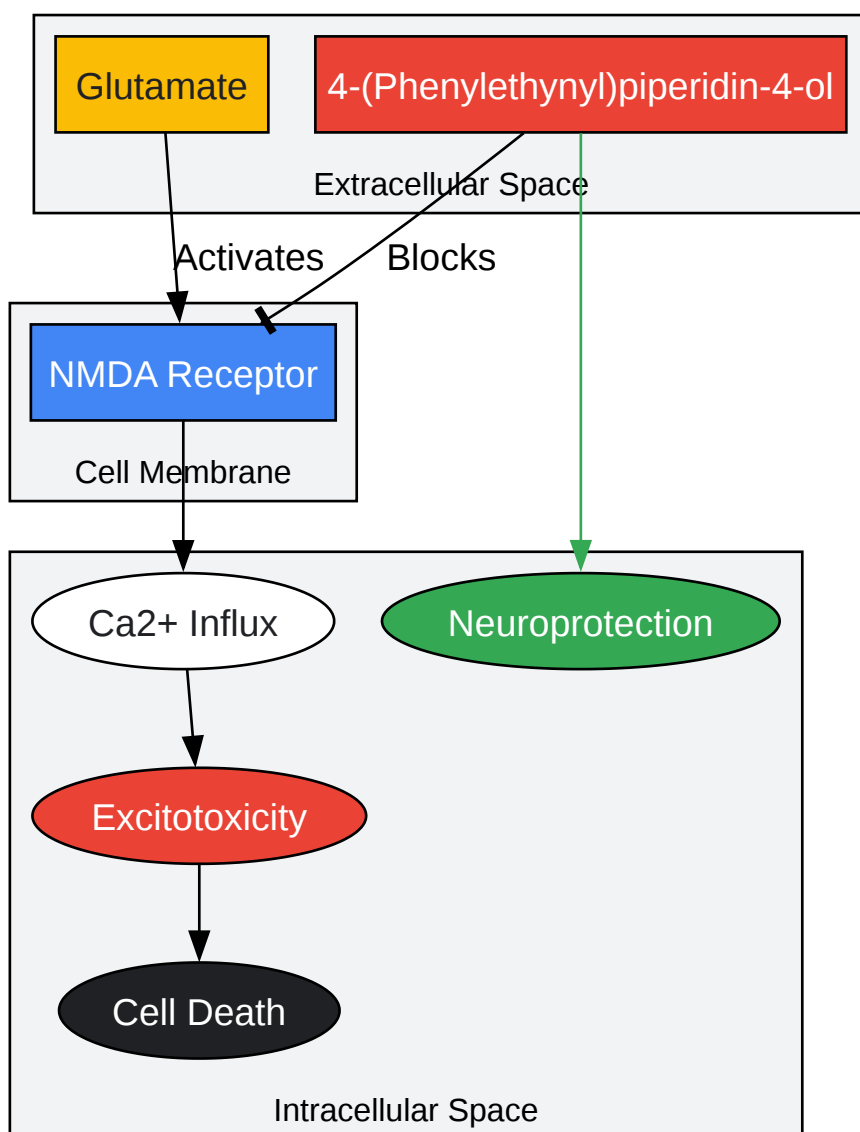 Glutamate
4-(Phenylethynyl)piperidin-4-ol
Extracellular Space
Activates
Blocks
NMDA Receptor
Cell Membrane
Ca2+ Influx
Neuroprotection
Excitotoxicity
Cell Death
Intracellular Space